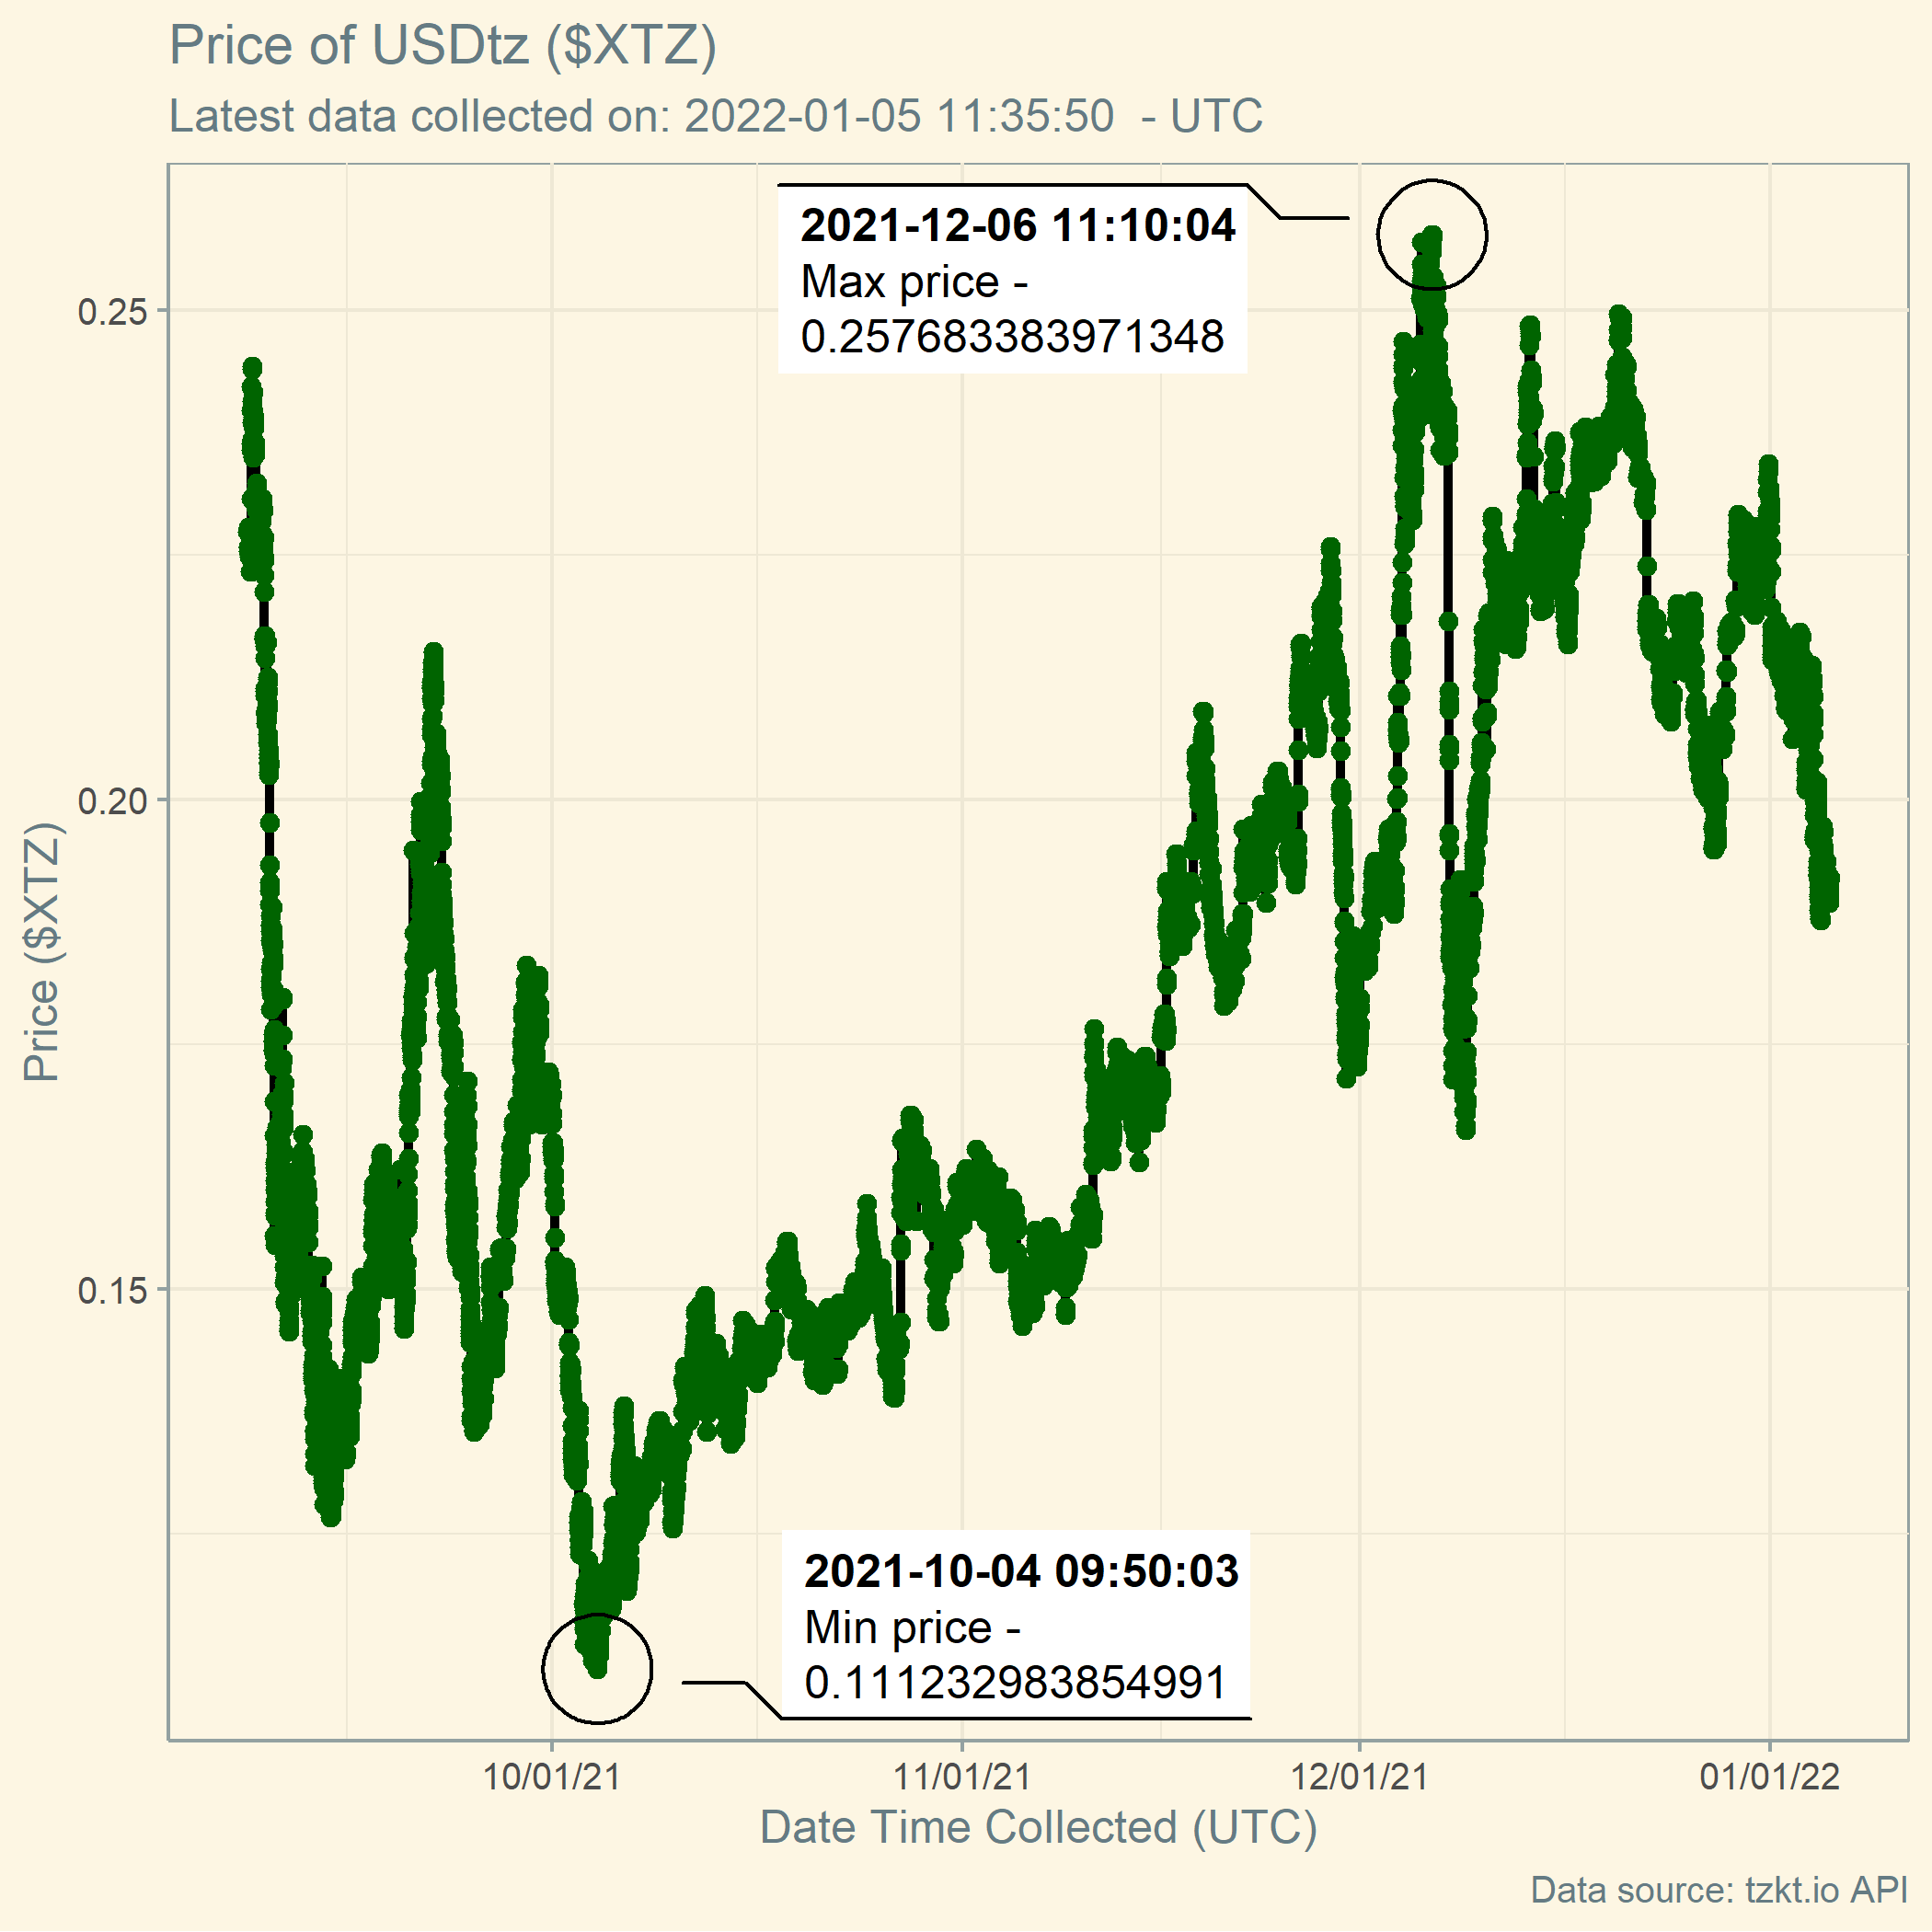 Price of USDtz ($XTZ)
Latest data collected on: 2022-01-05 11:35:50  - UTC
2021-12-06 11:10:04
Max price -
0.257683383971348
0.25
0.20
0.15
Price ($XTZ)
2021-10-04 09:50:03
Min price -
0.111232983854991
10/01/21
11/01/21
12/01/21
01/01/22
Date Time Collected (UTC)
Data source: tzkt.io API